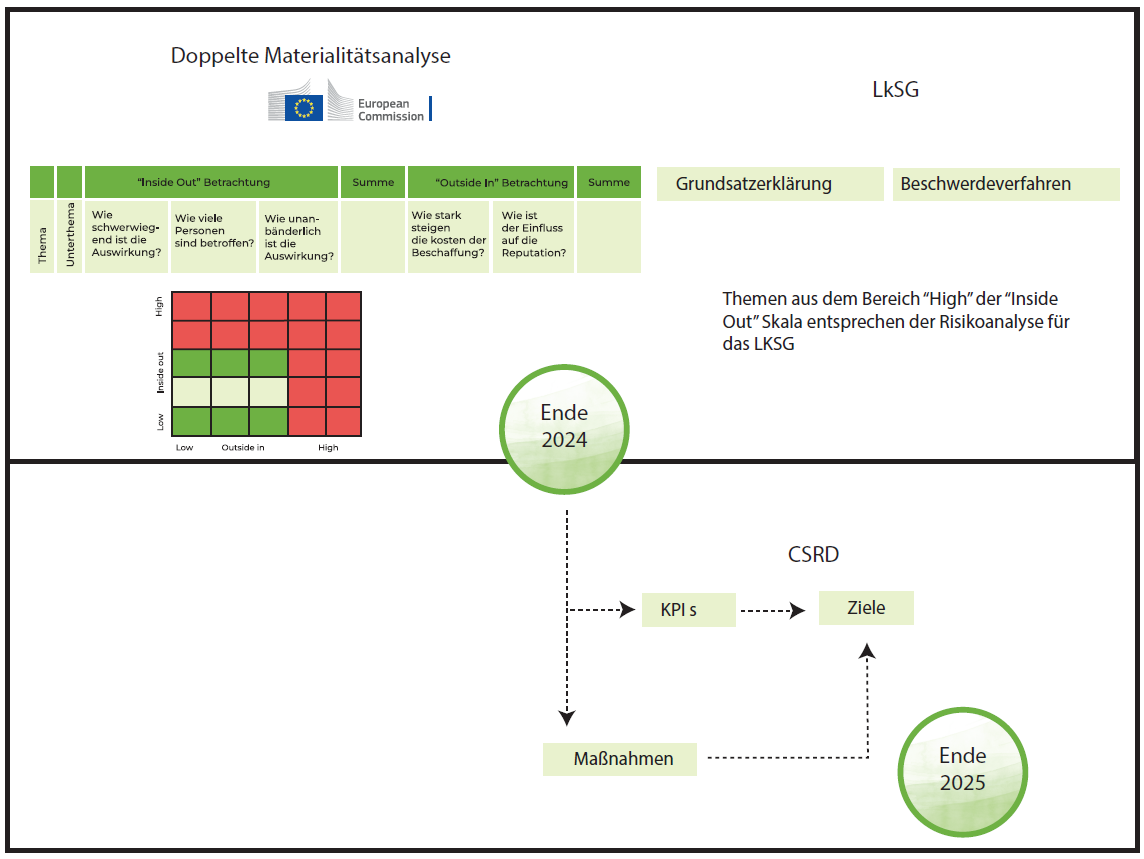 Doppelte Materialitätsanalyse
European
Commission
LkSG
"Inside Out" Betrachtung
Summe
"Outside In" Betrachtung
Summe
Grundsatzerklärung
Beschwerdeverfahren
Thema
Unterthema
Wie
schwerwieg-
end ist die
Auswirkung?
Wie viele
Personen
sind betroffen?
Wie unan-
bänderlich
ist die
Auswirkung?
Wie stark
steigen
die kosten der
Beschaffung?
Wie ist
der Einfluss
auf die
Reputation?
High
Inside out
Low
Low
Outside in
High
Themen aus dem Bereich "High" der "Inside
Out" Skala entsprechen der Risikoanalyse für
das LKSG
Ende
2024
CSRD
KPI s
Ziele
Maßnahmen
Ende
2025